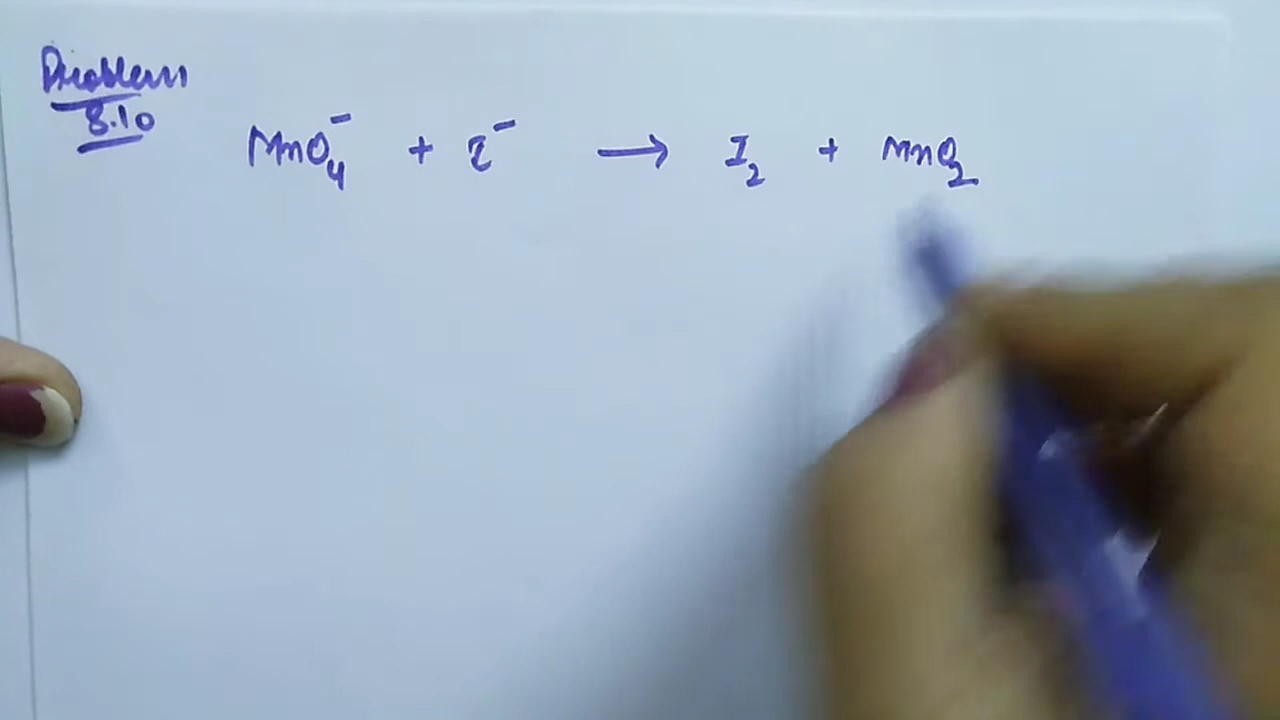 Problem
8.10
MnO₄⁻ + I⁻ → I₂ + MnO₂